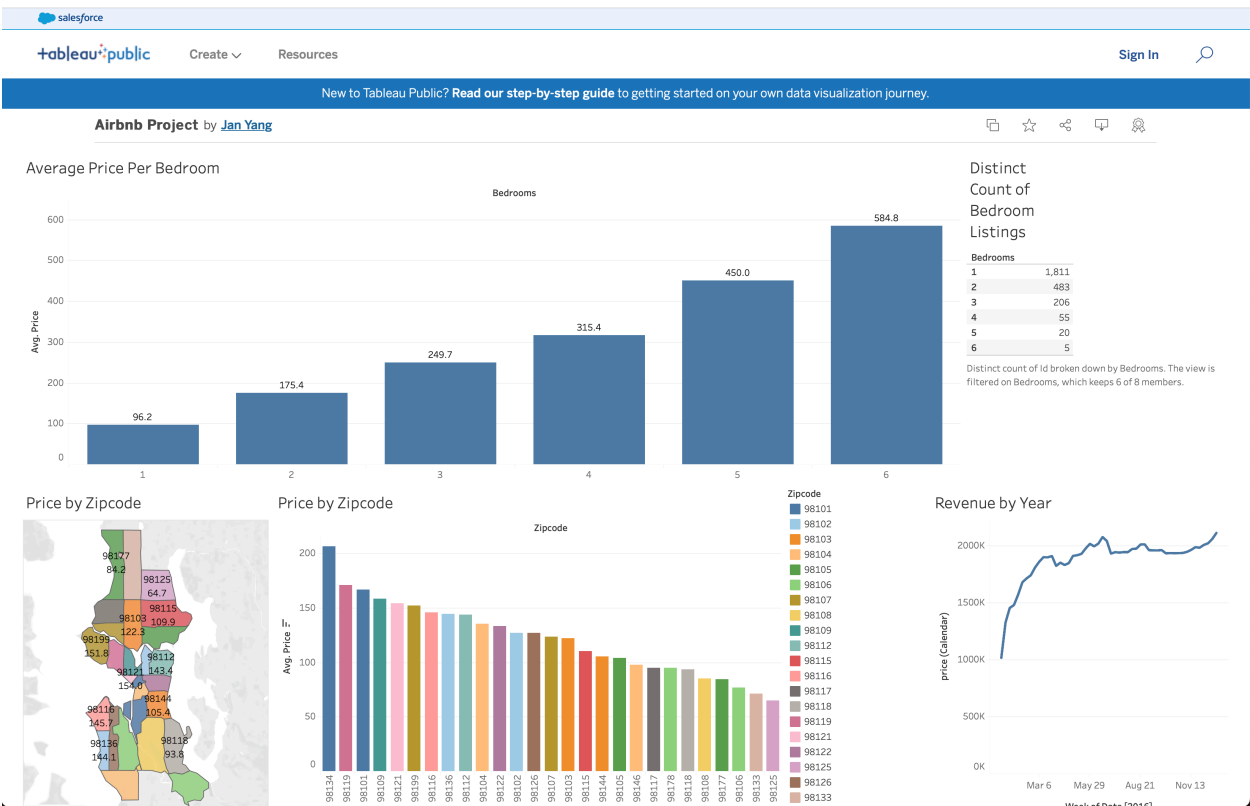 salesforce
+ableau public
Create
Resources
Sign In
New to Tableau Public? Read our step-by-step guide to getting started on your own data visualization journey.
Airbnb Project by Jan Yang
Average Price Per Bedroom
Bedrooms
Avg. Price
600
500
400
300
200
100
0
96.2
175.4
249.7
315.4
450.0
584.8
1
2
3
4
5
6
Distinct
Count of
Bedroom
Listings
Bedrooms
1 1,811
2 483
3 206
4 55
5 20
6 5
Distinct count of Id broken down by Bedrooms. The view is
filtered on Bedrooms, which keeps 6 of 8 members.
Price by Zipcode
98177
84.2
98125
64.7
98115
109.9
98103
122.3
98199
151.8
98112
143.4
98121
154.0
98144
105.4
98116
145.7
98136
144.1
98118
93.8
Price by Zipcode
Zipcode
Avg. Price
200
150
100
50
0
98134
98119
98101
98109
98121
98199
98116
98136
98112
98104
98122
98102
98126
98107
98103
98115
98144
98105
98146
98117
98178
98118
98108
98177
98106
98133
98125
Zipcode
98101
98102
98103
98104
98105
98106
98107
98108
98109
98112
98115
98116
98117
98118
98119
98121
98122
98125
98126
98133
Revenue by Year
price (Calendar)
2000K
1500K
1000K
500K
0K
Mar 6
May 29
Aug 21
Nov 13
Week of Date [2016]